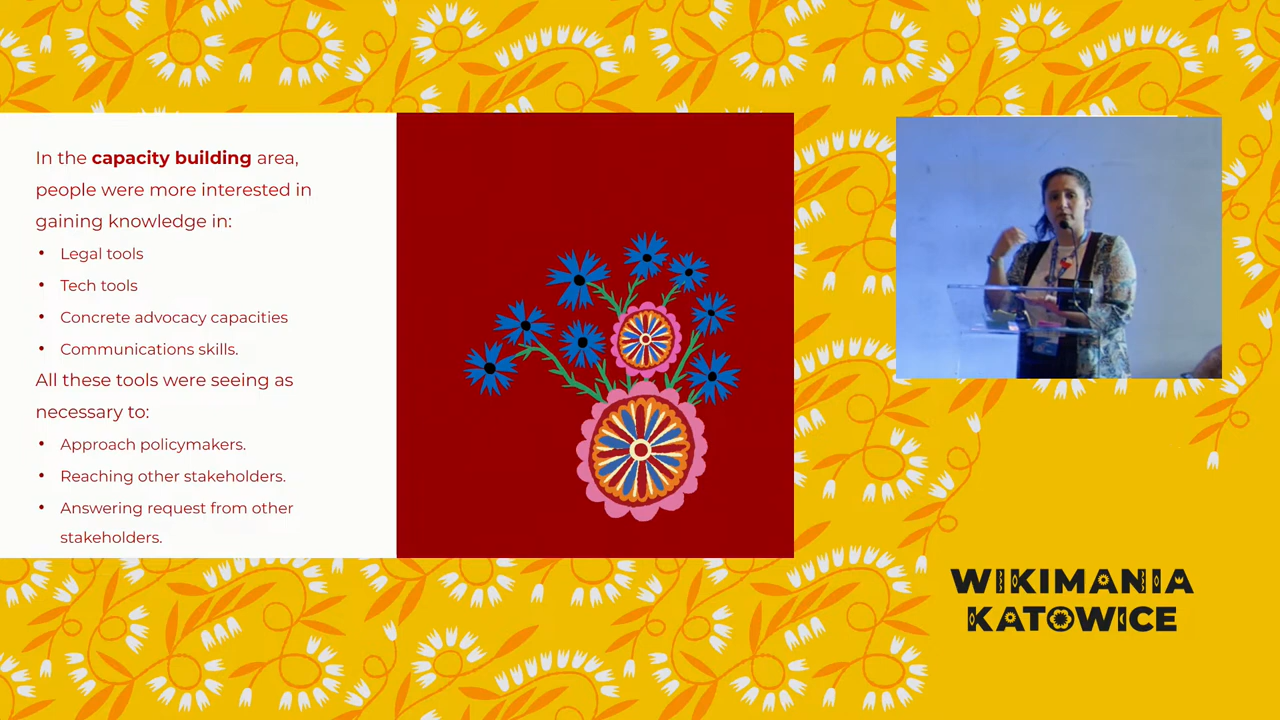 In the capacity building area,
people were more interested in
gaining knowledge in:
• Legal tools
• Tech tools
• Concrete advocacy capacities
• Communications skills.
All these tools were seeing as
necessary to:
• Approach policymakers.
• Reaching other stakeholders.
• Answering request from other
stakeholders.
WIKIMANIA
KATOWICE